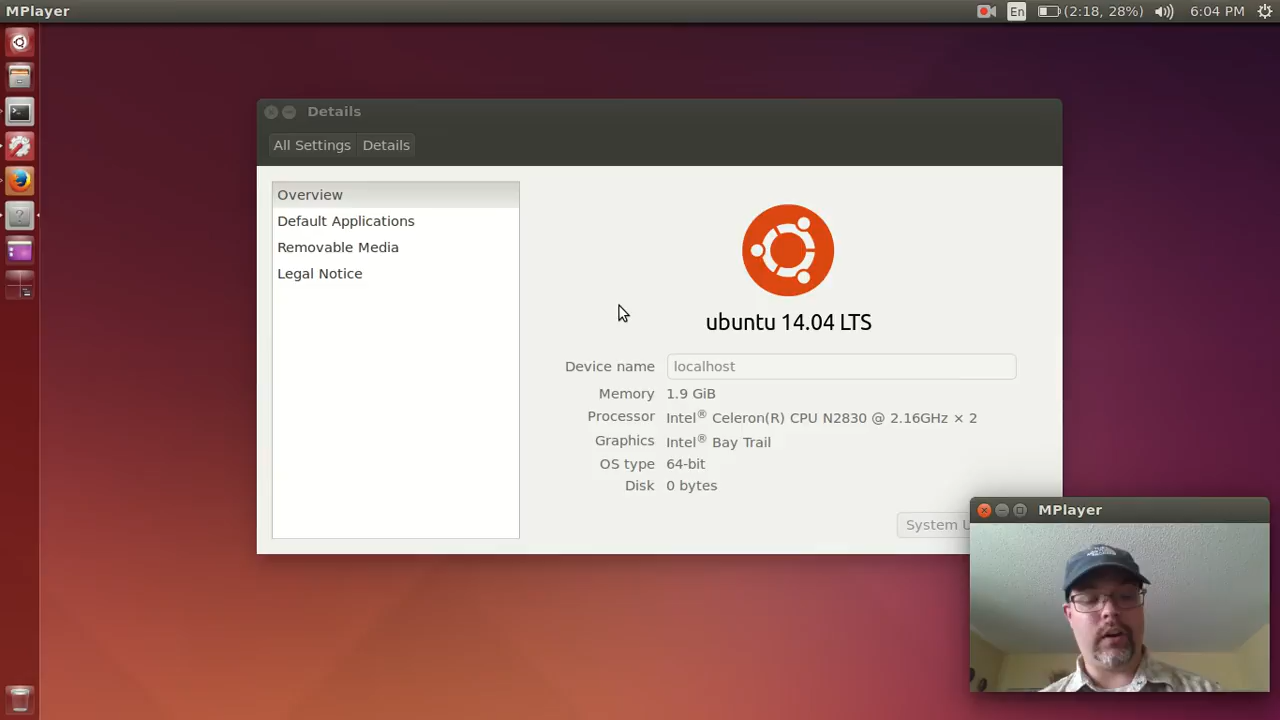 MPlayer
En
(2:18, 28%)
6:04 PM
Details
All Settings
Details
Overview
Default Applications
Removable Media
Legal Notice
ubuntu 14.04 LTS
Device name
localhost
Memory
1.9 GiB
Processor
Intel® Celeron(R) CPU N2830 @ 2.16GHz × 2
Graphics
Intel® Bay Trail
OS type
64-bit
Disk
0 bytes
System U
MPlayer